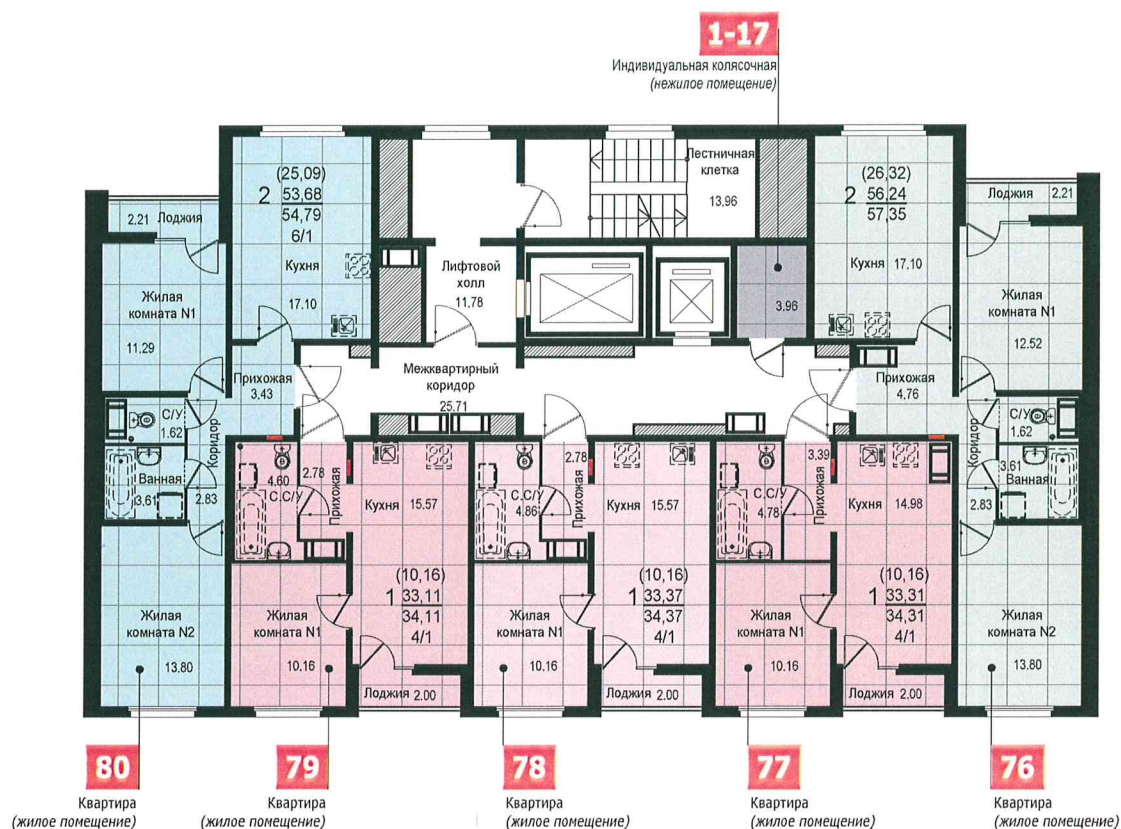 1-17
Индивидуальная колясочная
(нежилое помещение)
(25,09)
2 53,68
54,79
6/1
Кухня
17.10
2.21 Лоджия
Жилая
комната N1
11.29
Прихожая
3.43
С/У
1.62
Коридор
Ванная
3.61
2.83
Жилая
комната N2
13.80
Лестничная
клетка
13.96
Лифтовой
холл
11.78
3.96
Межквартирный
коридор
25.71
(26,32)
2 56,24
57,35
Кухня 17.10
Лоджия 2.21
Жилая
комната N1
12.52
Прихожая
4.76
С/У
1.62
Коридор
3.61
Ванная
2.83
Жилая
комната N2
13.80
4.60
С.С/У
2.78
Прихожая
Кухня 15.57
(10,16)
1 33,11
34,11
4/1
Жилая
комната N1
10.16
Лоджия 2.00
С.С/У
4.86
2.78
Прихожая
Кухня 15.57
(10,16)
1 33,37
34,37
4/1
Жилая
комната N1
10.16
Лоджия 2.00
С.С/У
4.78
3.39
Прихожая
Кухня 14.98
(10,16)
1 33,31
34,31
4/1
Жилая
комната N1
10.16
Лоджия 2.00
80
Квартира
(жилое помещение)
79
Квартира
(жилое помещение)
78
Квартира
(жилое помещение)
77
Квартира
(жилое помещение)
76
Квартира
(жилое помещение)